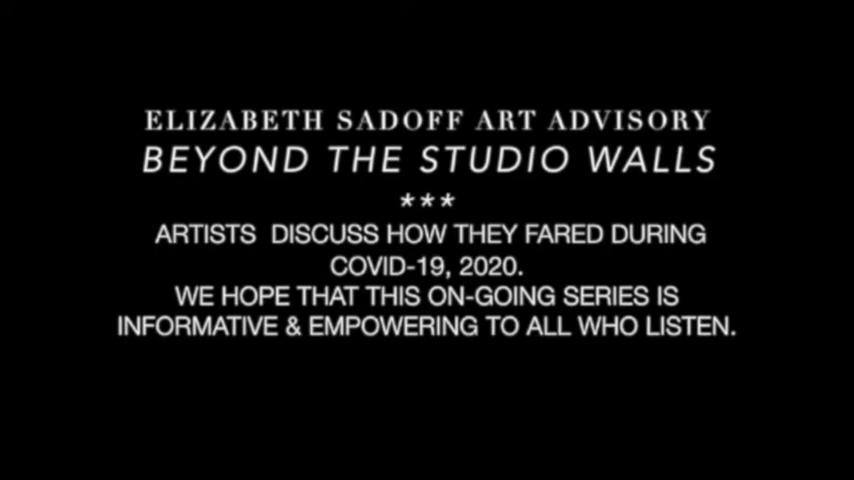 ELIZABETH SADOFF ART ADVISORY
BEYOND THE STUDIO WALLS
***
ARTISTS DISCUSS HOW THEY FARED DURING
COVID-19, 2020.
WE HOPE THAT THIS ON-GOING SERIES IS
INFORMATIVE & EMPOWERING TO ALL WHO LISTEN.